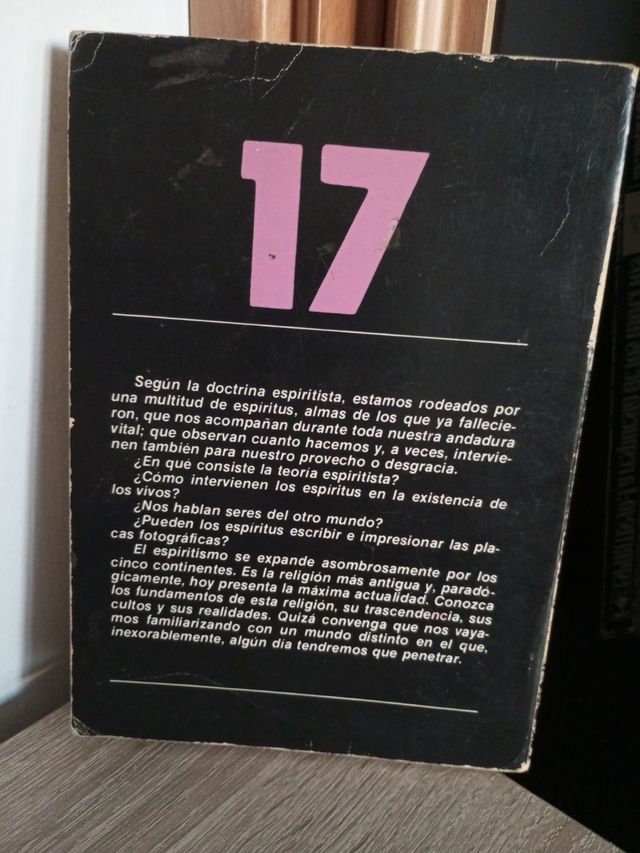 17
Según la doctrina espiritista, estamos rodeados por
una multitud de espíritus, almas de los que ya fallecie-
ron, que nos acompañan durante toda nuestra andadura
vital; que observan cuanto hacemos y, a veces, intervie-
nen también para nuestro provecho o desgracia.
¿En qué consiste la teoría espiritista?
¿Cómo intervienen los espíritus en la existencia de
los vivos?
¿Nos hablan seres del otro mundo?
¿Pueden los espíritus escribir e impresionar las pla-
cas fotográficas?
El espiritismo se expande asombrosamente por los
cinco continentes. Es la religión más antigua y, paradó-
gicamente, hoy presenta la máxima actualidad. Conozca
los fundamentos de esta religión, su trascendencia, sus
cultos y sus realidades. Quizá convenga que nos vaya-
mos familiarizando con un mundo distinto en el que,
inexorablemente, algún día tendremos que penetrar.